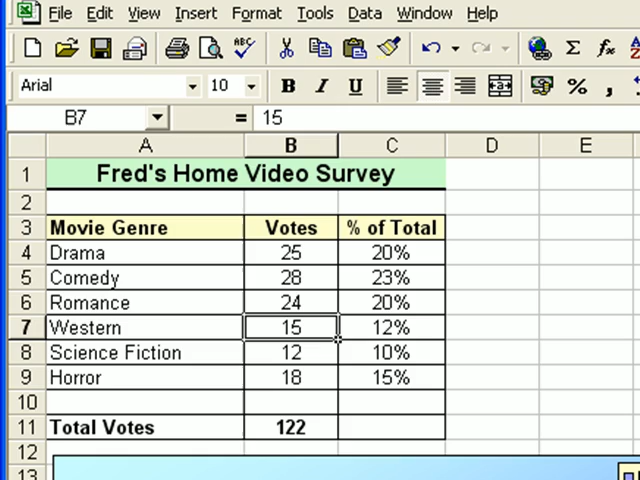 File Edit View Insert Format Tools Data Window Help
ABC Σ fx
Arial 10 B I U a % ,
B7 = 15
A B C D E
1 Fred's Home Video Survey
2
3 Movie Genre Votes % of Total
4 Drama 25 20%
5 Comedy 28 23%
6 Romance 24 20%
7 Western 15 12%
8 Science Fiction 12 10%
9 Horror 18 15%
10
11 Total Votes 122
12
13